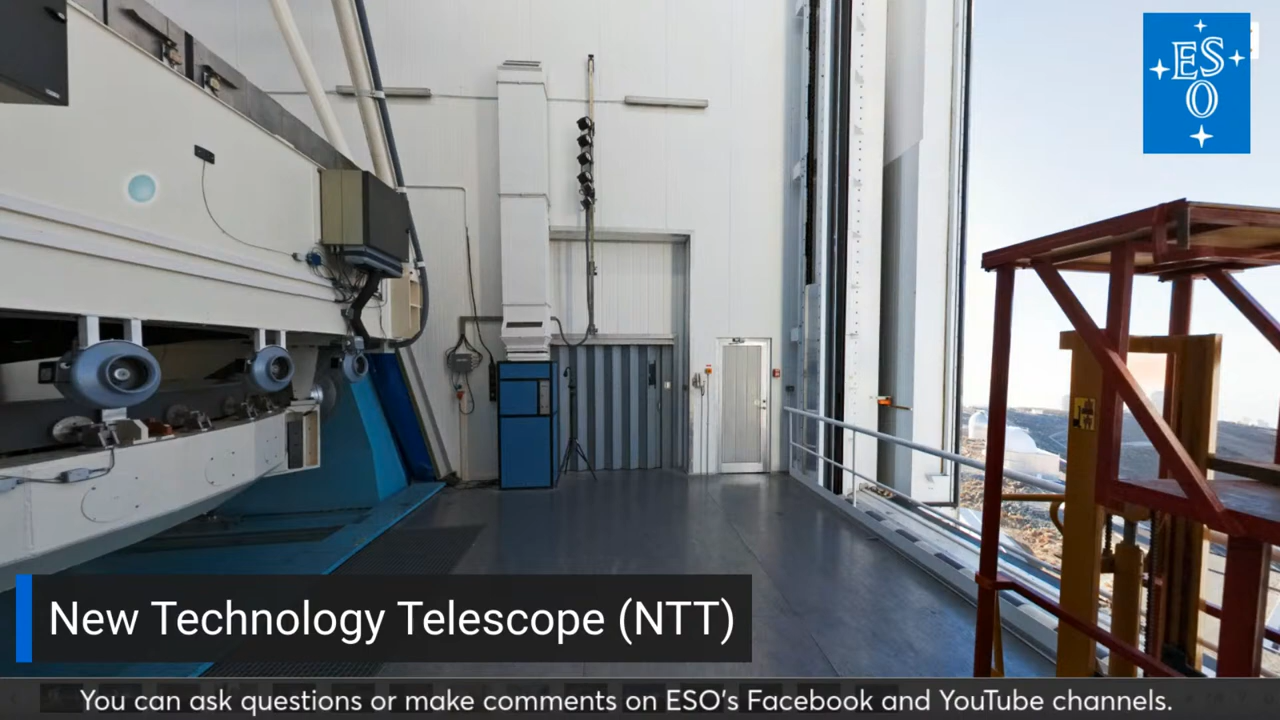 ESO
New Technology Telescope (NTT)
You can ask questions or make comments on ESO's Facebook and YouTube channels.